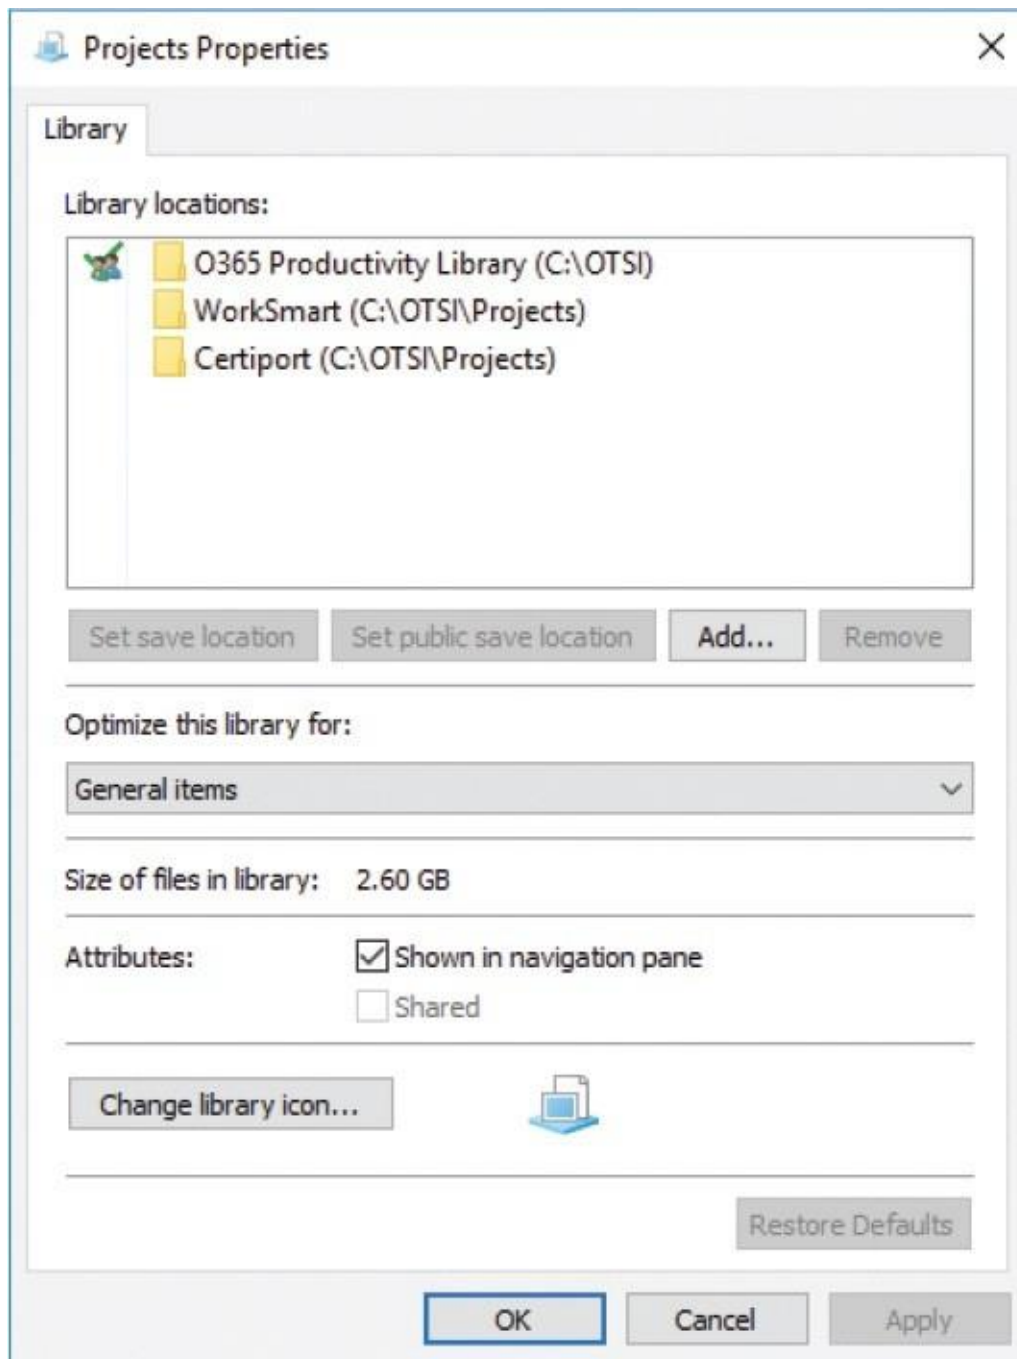 Projects Properties
Library
Library locations:
O365 Productivity Library (C:\OTSI)
WorkSmart (C:\OTSI\Projects)
Certiport (C:\OTSI\Projects)
Set save location Set public save location Add... Remove
Optimize this library for:
General items
Size of files in library: 2.60 GB
Attributes: Shown in navigation pane
Shared
Change library icon...
Restore Defaults
OK Cancel Apply